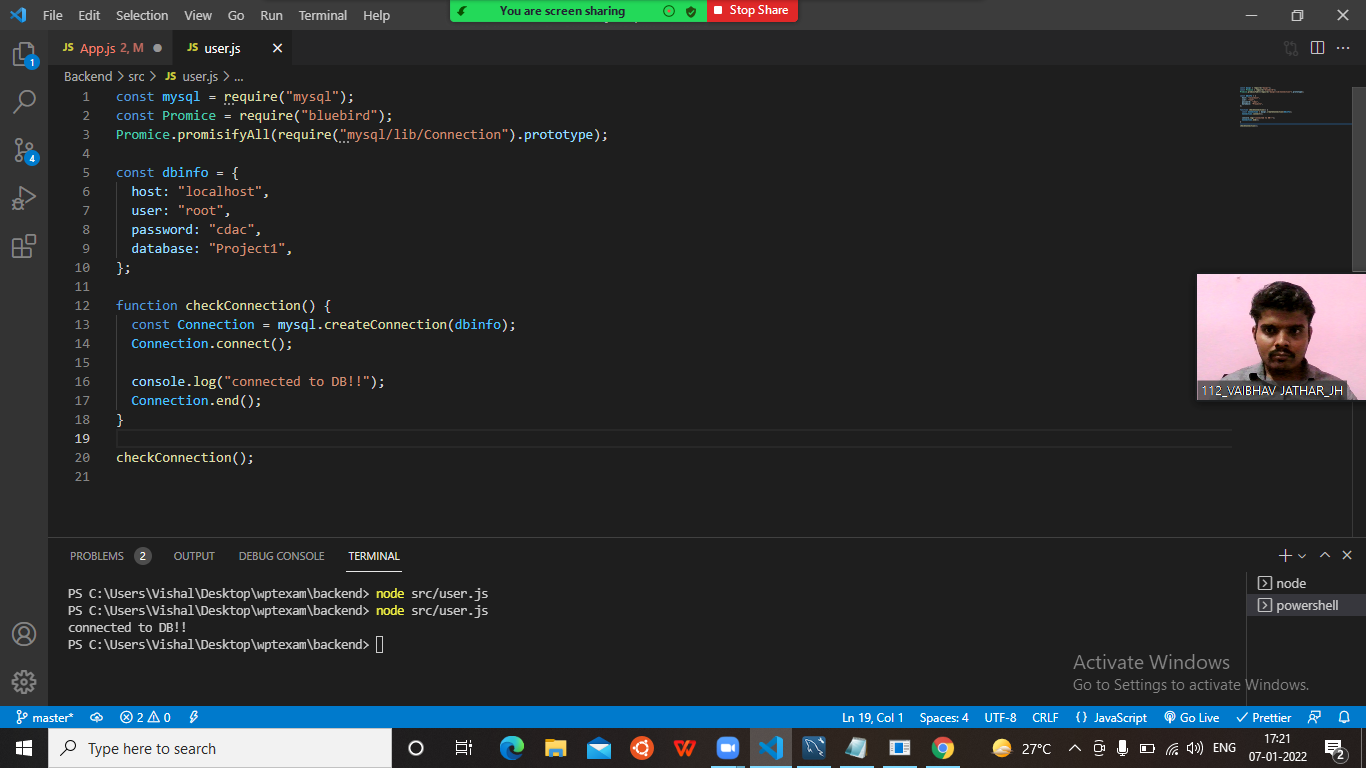 File Edit Selection View Go Run Terminal Help
You are screen sharing
Stop Share
JS App.js 2, M
JS user.js
Backend > src > JS user.js > ...
1 const mysql = require("mysql");
2 const Promice = require("bluebird");
3 Promice.promisifyAll(require("mysql/lib/Connection").prototype);
4
5 const dbinfo = {
6 host: "localhost",
7 user: "root",
8 password: "cdac",
9 database: "Project1",
10 };
11
12 function checkConnection() {
13 const Connection = mysql.createConnection(dbinfo);
14 Connection.connect();
15
16 console.log("connected to DB!!");
17 Connection.end();
18 }
19
20 checkConnection();
21
1
4
112_VAIBHAV JATHAR_JH
PROBLEMS 2 OUTPUT DEBUG CONSOLE TERMINAL
PS C:\Users\Vishal\Desktop\wptexam\backend> node src/user.js
PS C:\Users\Vishal\Desktop\wptexam\backend> node src/user.js
connected to DB!!
PS C:\Users\Vishal\Desktop\wptexam\backend>
node
powershell
Activate Windows
Go to Settings to activate Windows.
master* 2 0 Ln 19, Col 1 Spaces: 4 UTF-8 CRLF {} JavaScript Go Live Prettier
Type here to search
27°C ENG 17:21
07-01-2022
2